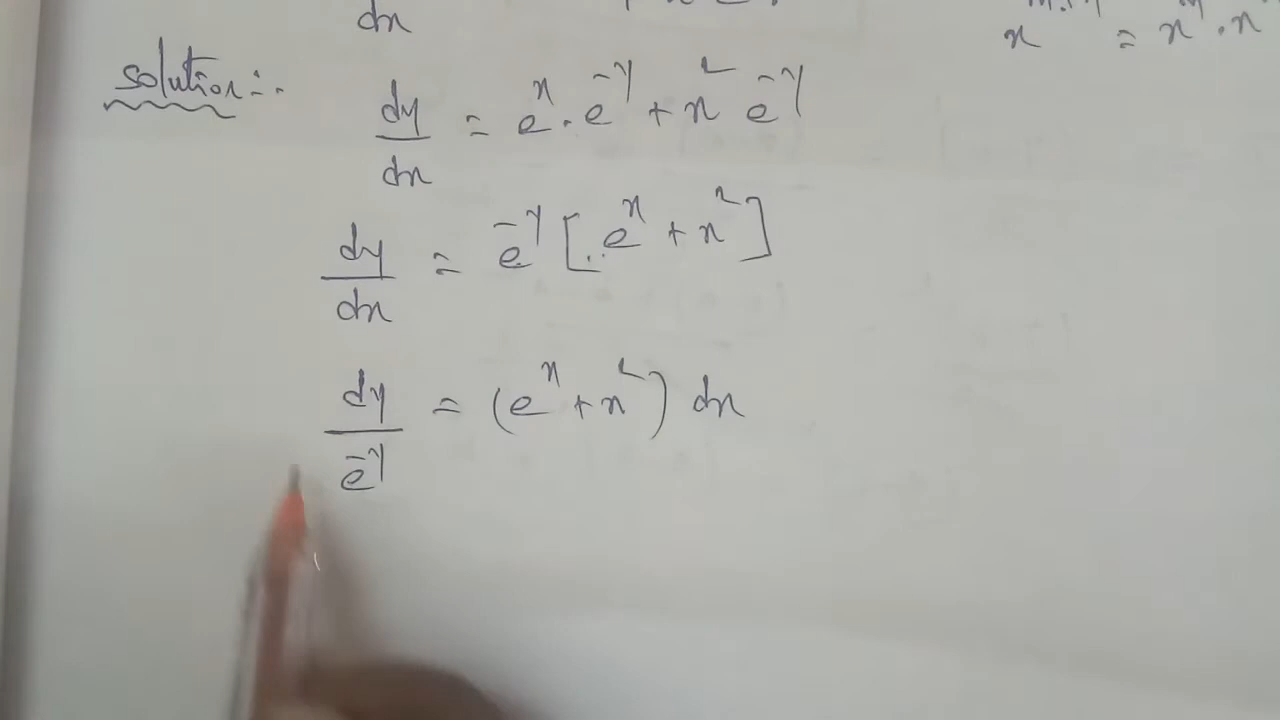 dx
x^{m+n} = x^m · x^n
solution:-
dy/dx = e^x · e^{-y} + x^2 e^{-y}
dy/dx = e^{-y} [e^x + x^2]
dy/e^{-y} = (e^x + x^2) dx